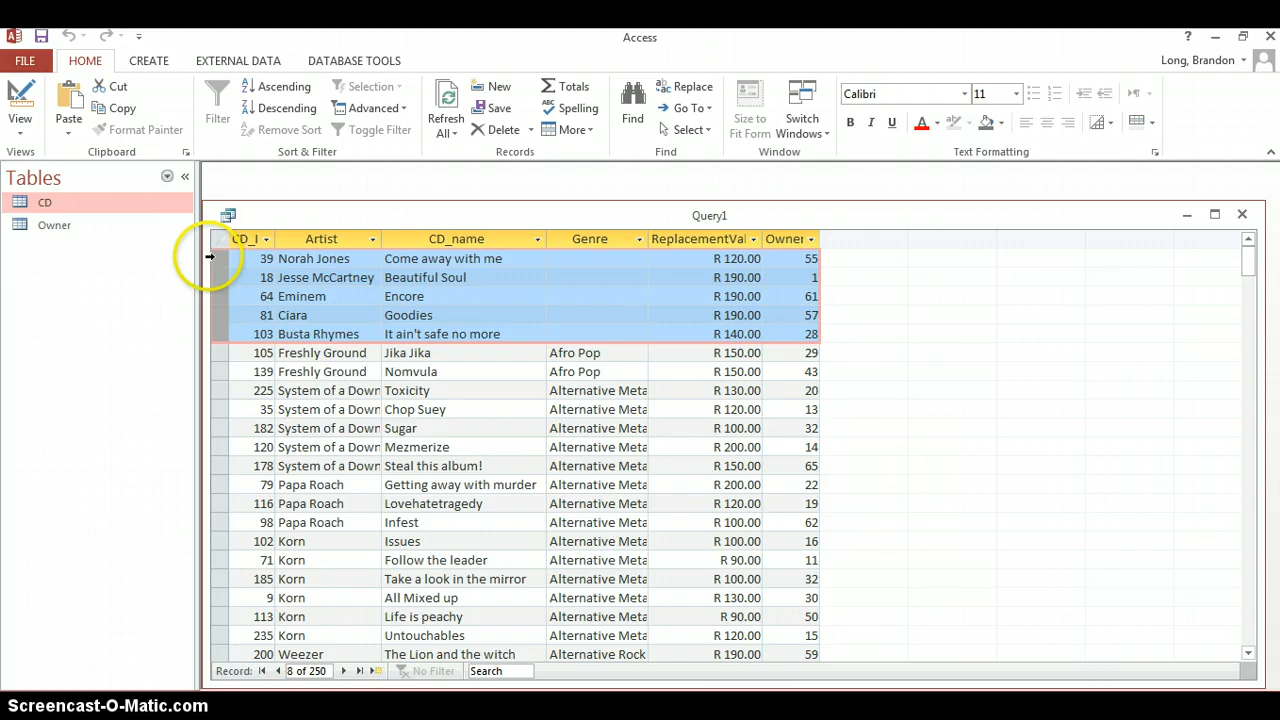 Access
?
FILE HOME CREATE EXTERNAL DATA DATABASE TOOLS Long, Brandon
View
Views
Paste
Cut
Copy
Format Painter
Clipboard
Filter
Ascending
Descending
Remove Sort
Selection
Advanced
Toggle Filter
Sort & Filter
Refresh All
New
Save
Delete
Totals
Spelling
More
Records
Find
Replace
Go To
Select
Find
Size to Fit Form
Switch Windows
Window
Calibri 11
B I U A
Text Formatting
Tables
CD
Owner
Query1
CD_I Artist CD_name Genre ReplacementVal Owner
39 Norah Jones Come away with me R 120.00 55
18 Jesse McCartney Beautiful Soul R 190.00 1
64 Eminem Encore R 190.00 61
81 Ciara Goodies R 190.00 57
103 Busta Rhymes It ain't safe no more R 140.00 28
105 Freshly Ground Jika Jika Afro Pop R 150.00 29
139 Freshly Ground Nomvula Afro Pop R 150.00 43
225 System of a Down Toxicity Alternative Meta R 130.00 20
35 System of a Down Chop Suey Alternative Meta R 120.00 13
182 System of a Down Sugar Alternative Meta R 100.00 32
120 System of a Down Mezmerize Alternative Meta R 200.00 14
178 System of a Down Steal this album! Alternative Meta R 150.00 65
79 Papa Roach Getting away with murder Alternative Meta R 200.00 22
116 Papa Roach Lovehatetragedy Alternative Meta R 120.00 19
98 Papa Roach Infest Alternative Meta R 100.00 62
102 Korn Issues Alternative Meta R 100.00 16
71 Korn Follow the leader Alternative Meta R 90.00 11
185 Korn Take a look in the mirror Alternative Meta R 100.00 32
9 Korn All Mixed up Alternative Meta R 130.00 30
113 Korn Life is peachy Alternative Meta R 90.00 50
235 Korn Untouchables Alternative Meta R 120.00 15
200 Weezer The Lion and the witch Alternative Rock R 190.00 59
Record: 8 of 250 No Filter Search
Screencast-O-Matic.com